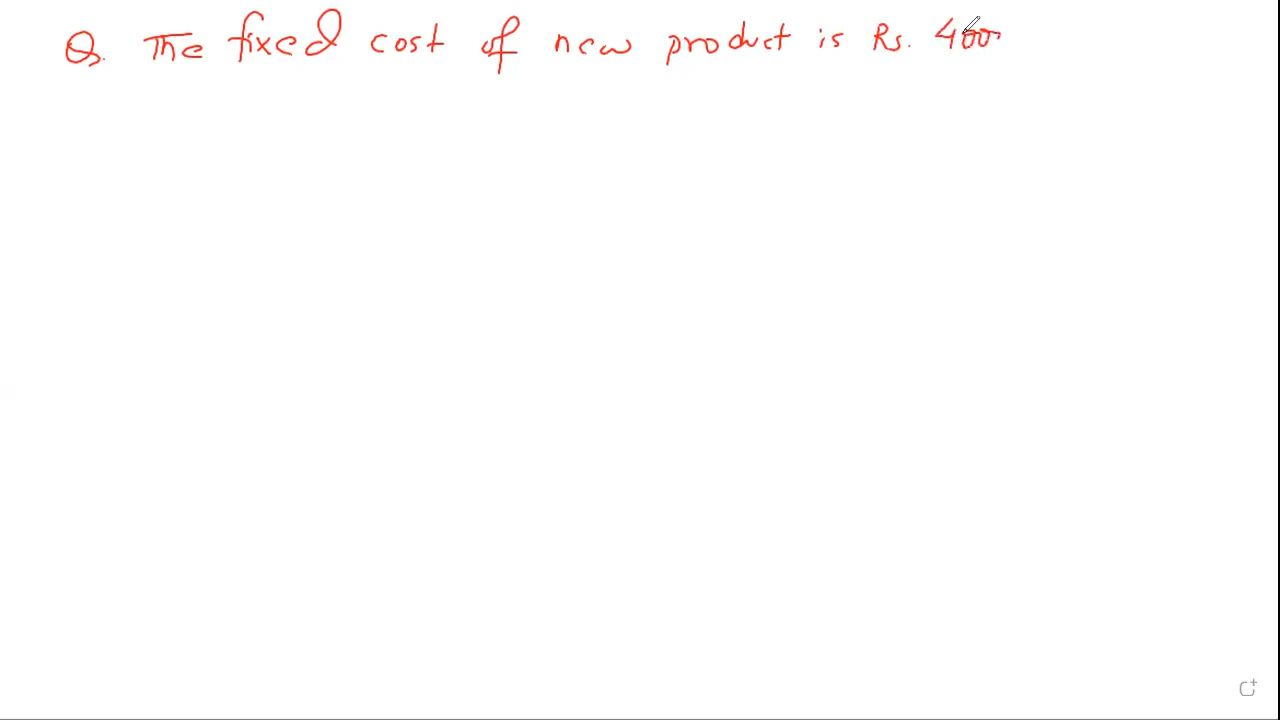 Q. The fixed cost of new product is Rs. 400